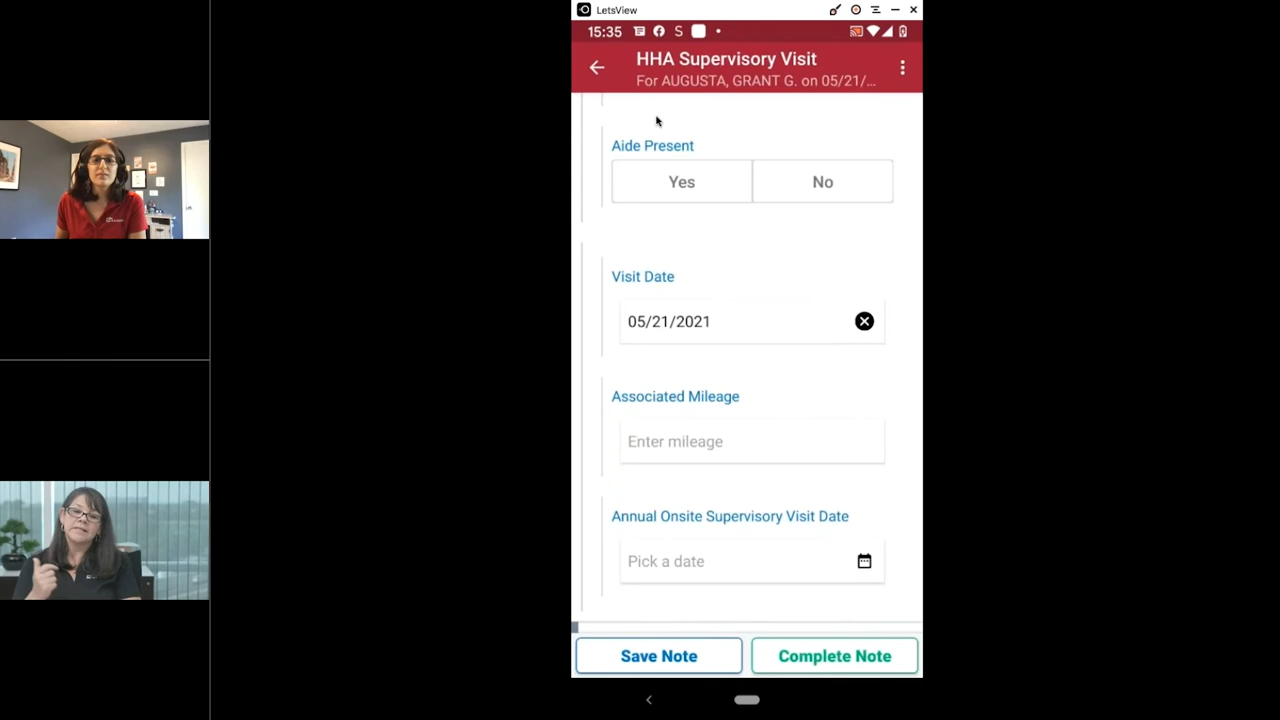 LetsView
15:35
S
HHA Supervisory Visit
For AUGUSTA, GRANT G. on 05/21/...
Aide Present
Yes
No
Visit Date
05/21/2021
Associated Mileage
Enter mileage
Annual Onsite Supervisory Visit Date
Pick a date
Save Note
Complete Note